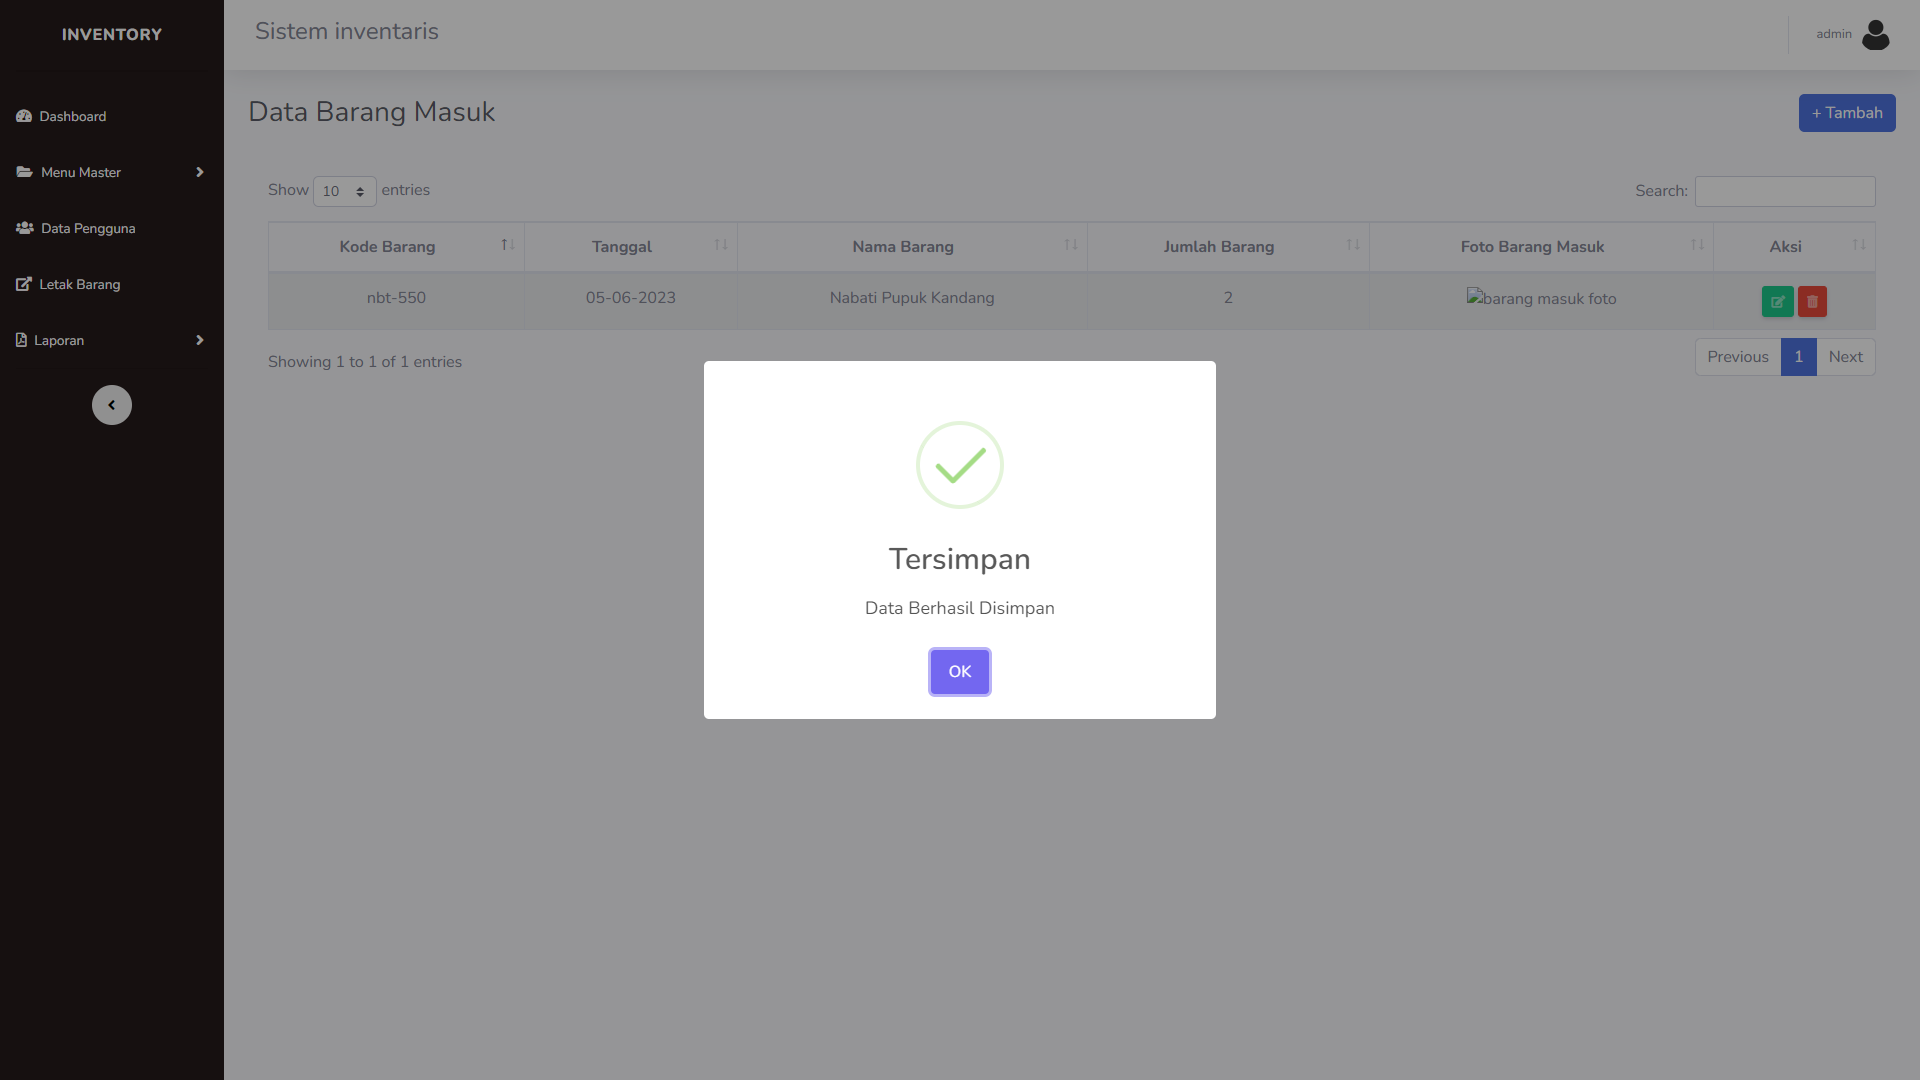 INVENTORY
Sistem inventaris
admin
Dashboard
Menu Master
Data Pengguna
Letak Barang
Laporan
Data Barang Masuk
+ Tambah
Show 10 entries
Search:
Kode Barang Tanggal Nama Barang Jumlah Barang Foto Barang Masuk Aksi
nbt-550 05-06-2023 Nabati Pupuk Kandang 2 barang masuk foto
Showing 1 to 1 of 1 entries
Previous 1 Next
Tersimpan
Data Berhasil Disimpan
OK